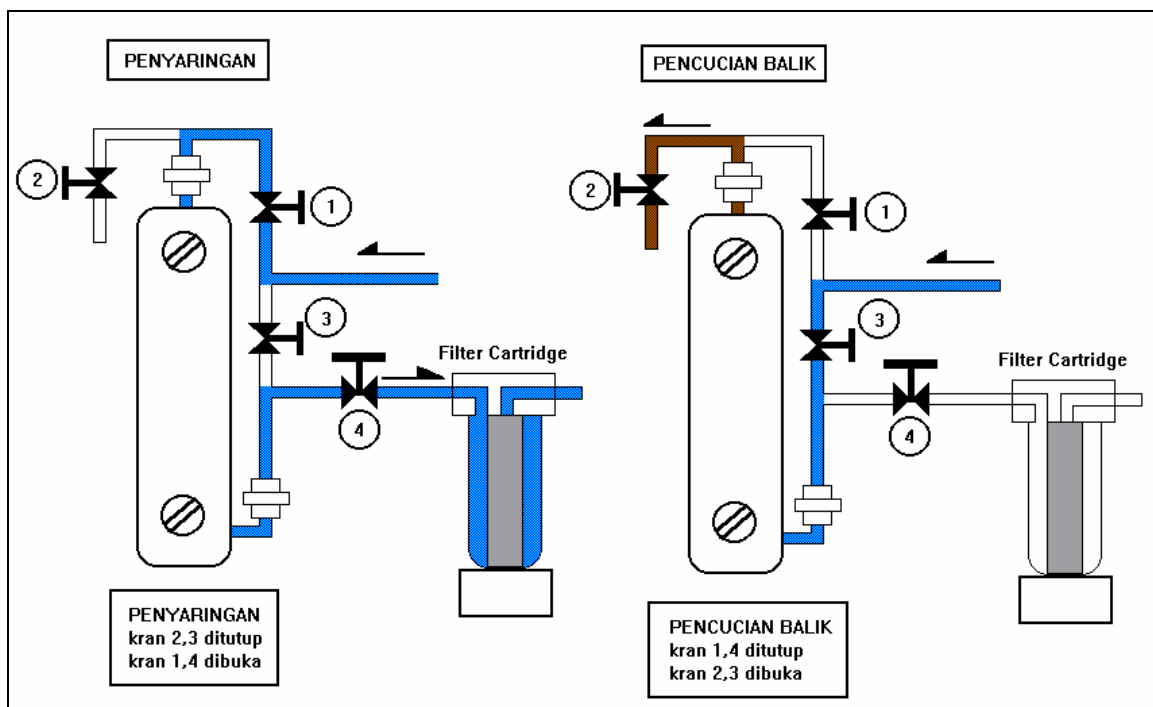 PENYARINGAN
2
1
3
Filter Cartridge
4
PENYARINGAN
kran 2,3 ditutup
kran 1,4 dibuka
PENCUCIAN BALIK
2
1
3
Filter Cartridge
4
PENCUCIAN BALIK
kran 1,4 ditutup
kran 2,3 dibuka